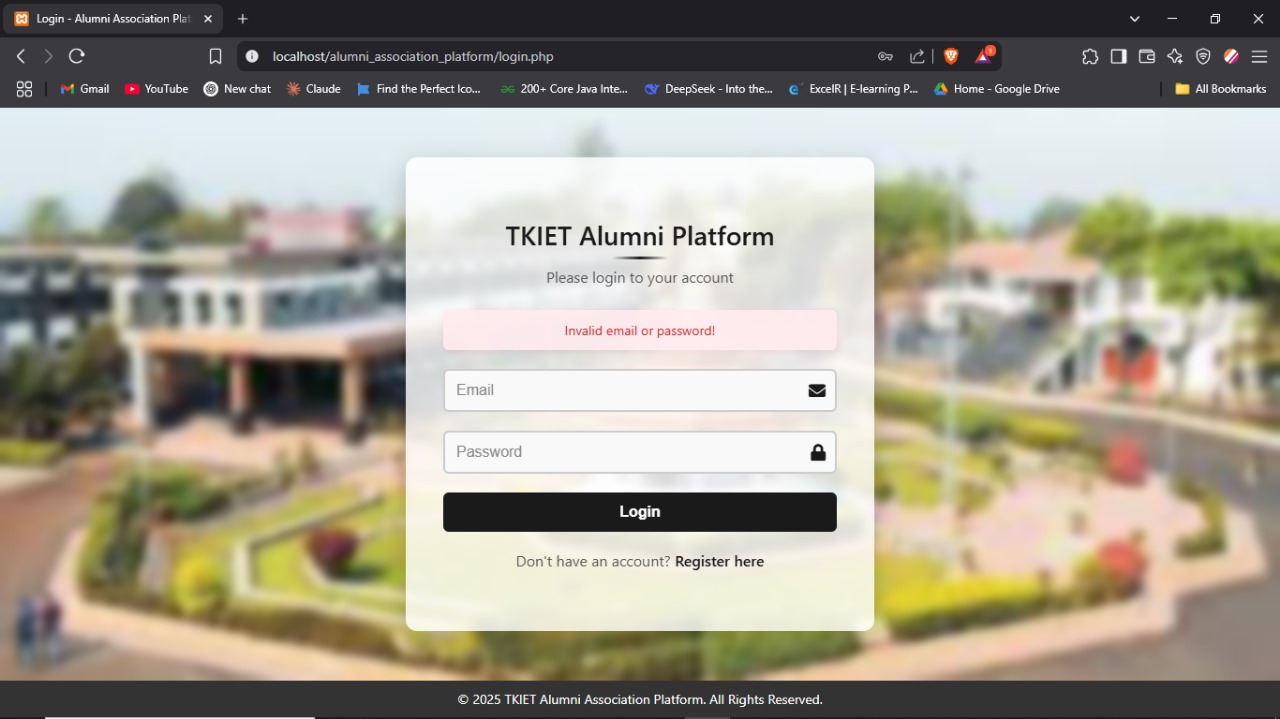 Login - Alumni Association Plat
localhost/alumni_association_platform/login.php
1
Gmail
YouTube
New chat
Claude
Find the Perfect Ico...
200+ Core Java Inte...
DeepSeek - Into the...
ExcelR | E-learning P...
Home - Google Drive
All Bookmarks
TKIET Alumni Platform
Please login to your account
Invalid email or password!
Email
Password
Login
Don't have an account? Register here
© 2025 TKIET Alumni Association Platform. All Rights Reserved.